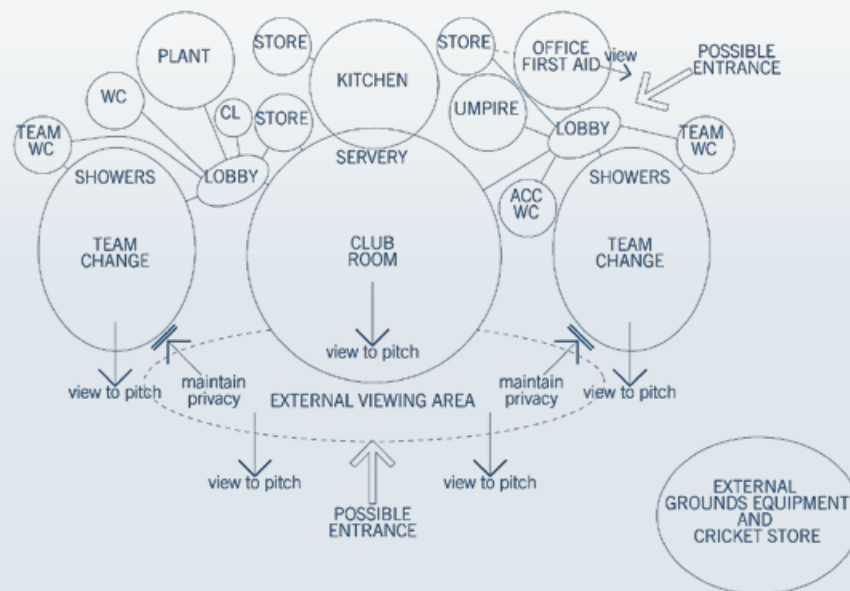 PLANT
STORE
KITCHEN
STORE
OFFICE
FIRST AID
view
POSSIBLE
ENTRANCE
WC
CL
STORE
UMPIRE
LOBBY
TEAM
WC
TEAM
WC
SERVERY
SHOWERS
LOBBY
SHOWERS
ACC
WC
TEAM
CHANGE
CLUB
ROOM
TEAM
CHANGE
view to pitch
view to pitch
maintain
privacy
maintain
privacy
view to pitch
EXTERNAL VIEWING AREA
view to pitch
view to pitch
POSSIBLE
ENTRANCE
EXTERNAL
GROUNDS EQUIPMENT
AND
CRICKET STORE